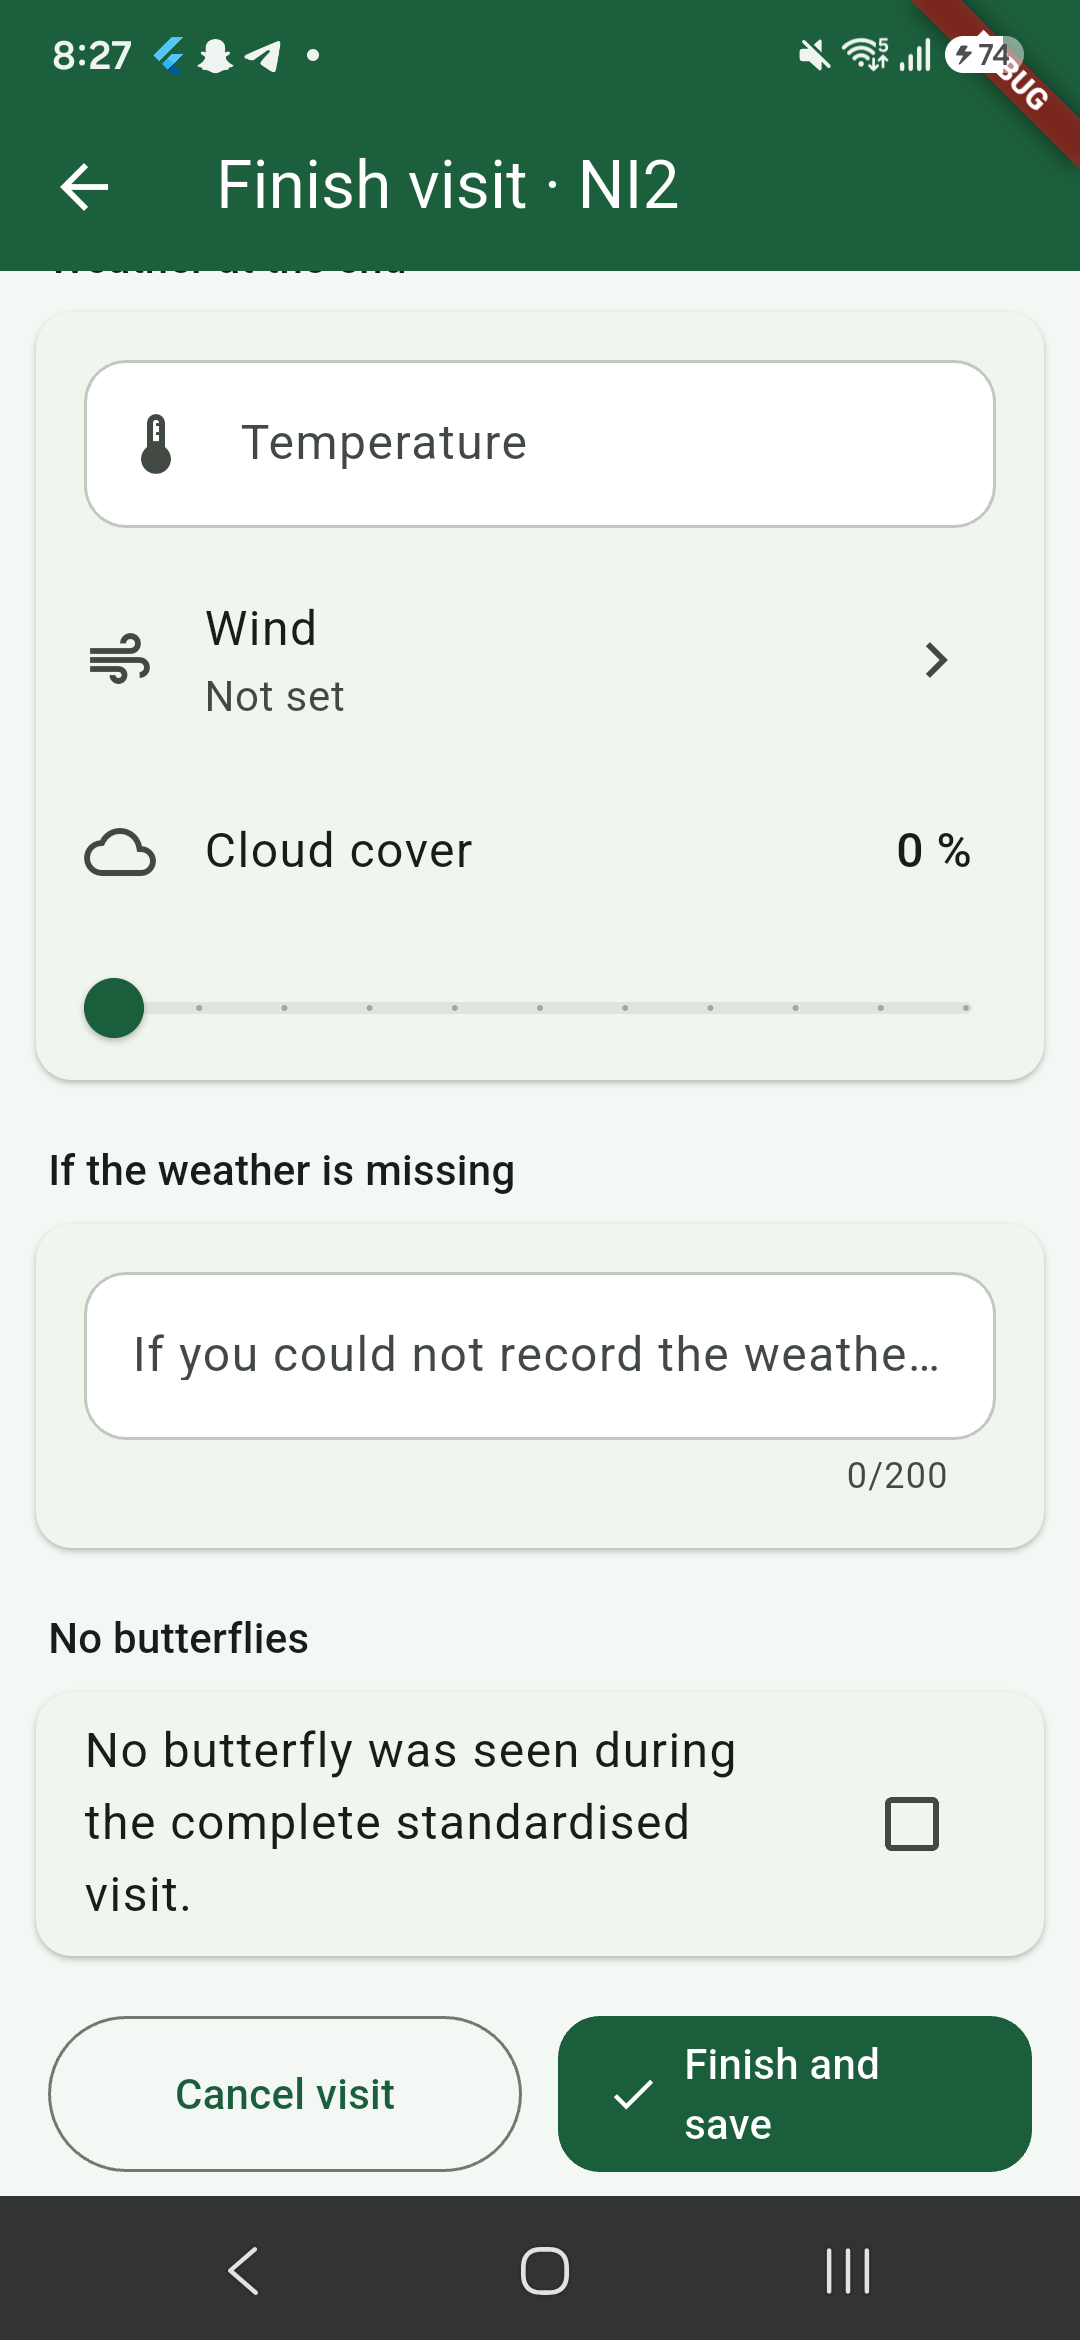 8:27
5
74
BUG
Finish visit · NI2
Temperature
Wind
Not set
Cloud cover
0 %
If the weather is missing
If you could not record the weathe...
0/200
No butterflies
No butterfly was seen during
the complete standardised
visit.
Cancel visit
Finish and
save